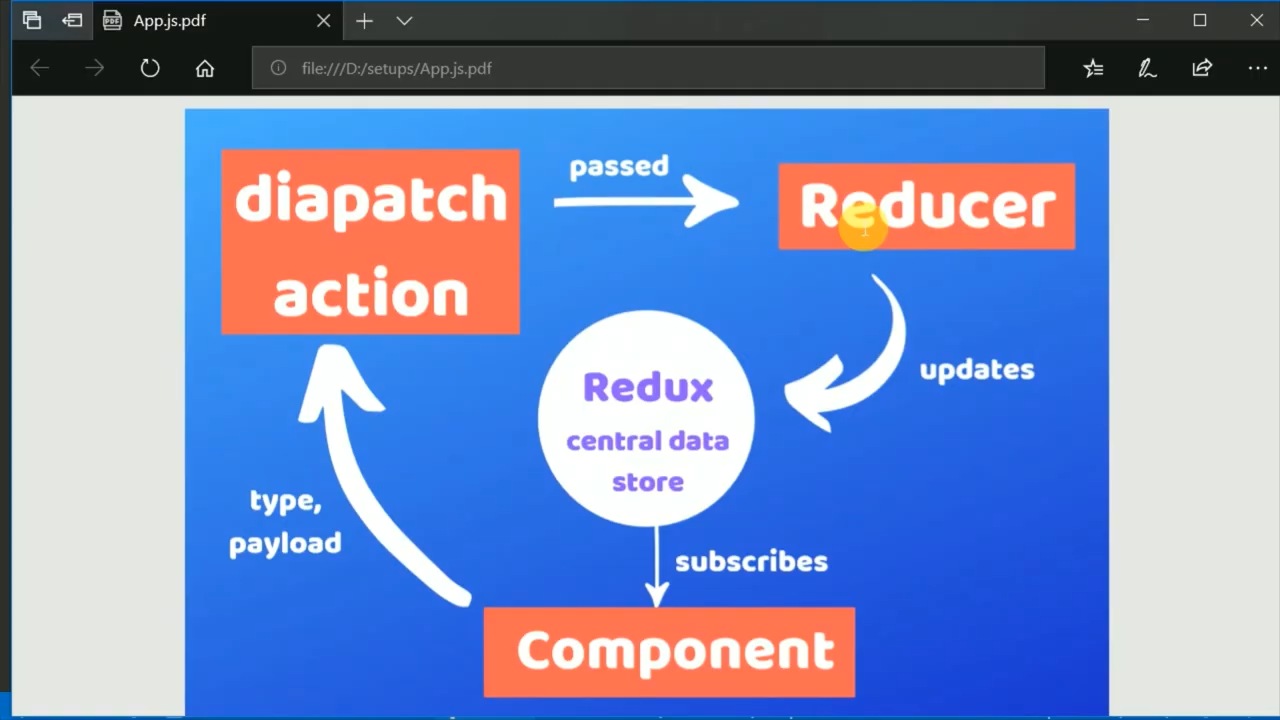 App.js.pdf
file:///D:/setups/App.js.pdf
diapatch
action
passed
Reducer
updates
Redux
central data
store
type,
payload
subscribes
Component